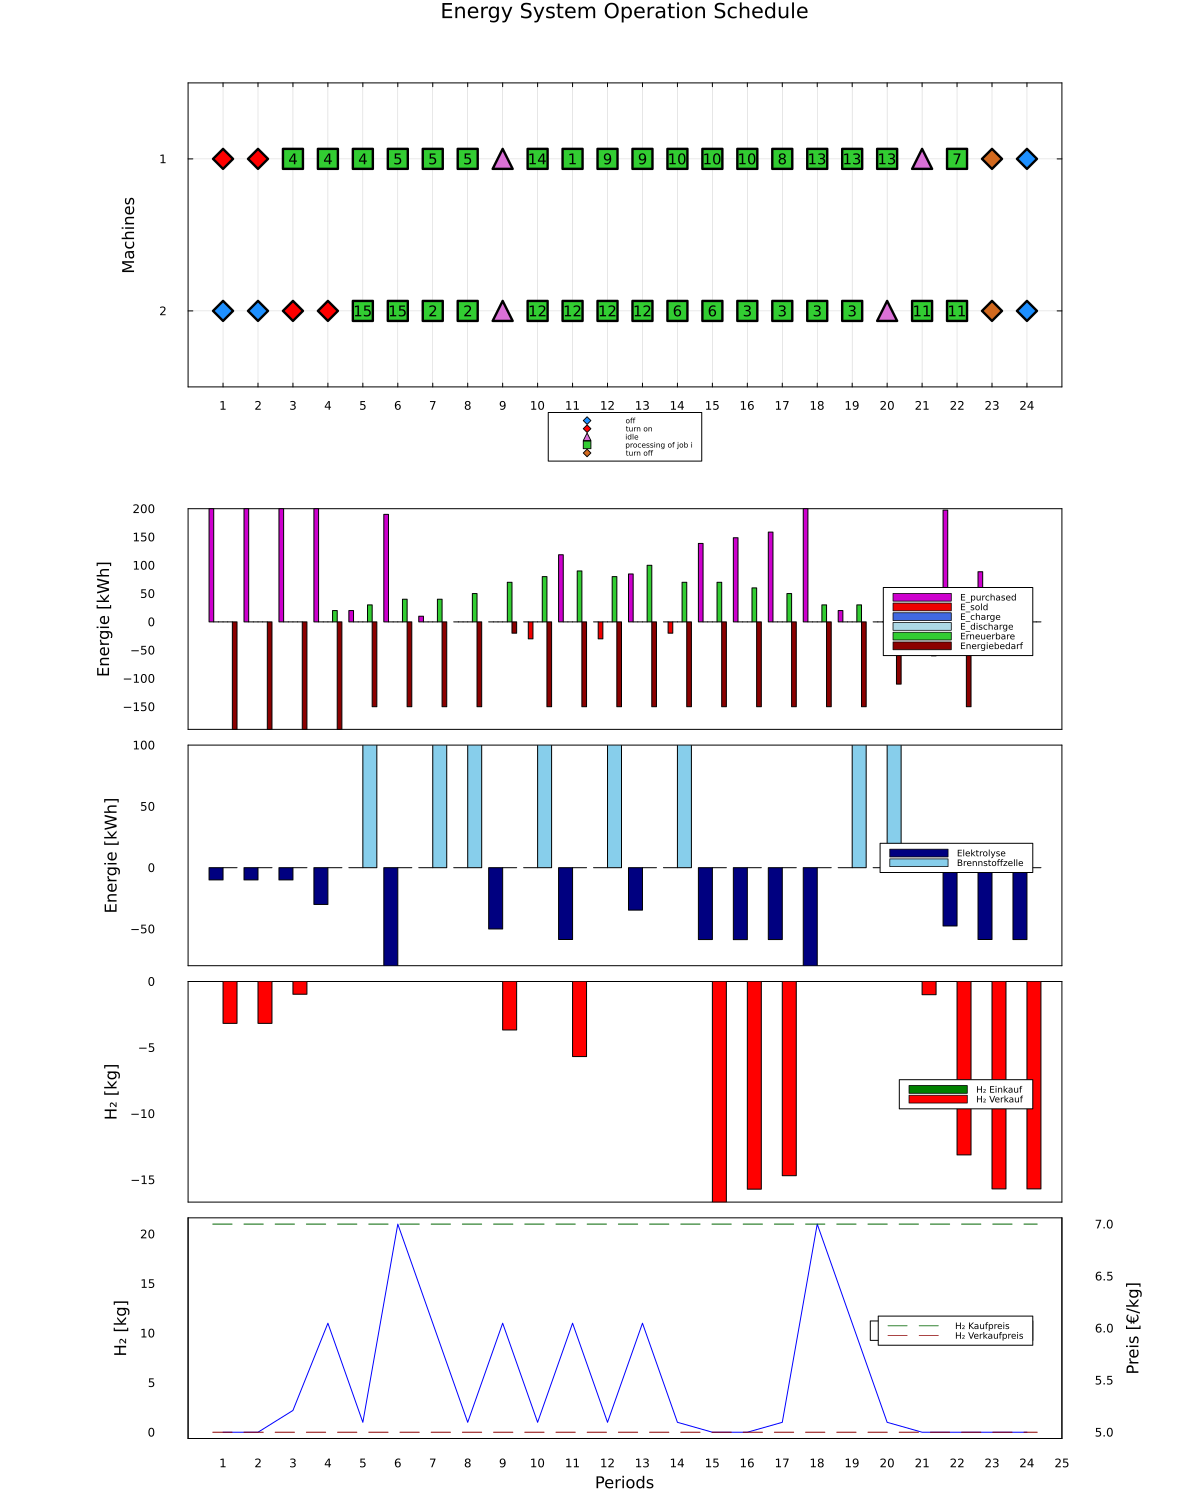 Energy System Operation Schedule
Machines
1
4 4 4 5 5 5 14 1 9 9 10 10 10 8 13 13 13 7
2
15 15 2 2 12 12 12 12 6 6 3 3 3 3 11 11
1 2 3 4 5 6 7 8 9 10 11 12 13 14 15 16 17 18 19 20 21 22 23 24
off
turn on
idle
processing of job i
turn off
Energie [kWh]
200
150
100
50
0
−50
−100
−150
E_purchased
E_sold
E_charge
E_discharge
Erneuerbare
Energiebedarf
Energie [kWh]
100
50
0
−50
Elektrolyse
Brennstoffzelle
H₂ [kg]
0
−5
−10
−15
H₂ Einkauf
H₂ Verkauf
H₂ [kg]
20
15
10
5
0
H₂ Kaufpreis
H₂ Verkaufpreis
7.0
6.5
6.0
5.5
5.0
Preis [€/kg]
1 2 3 4 5 6 7 8 9 10 11 12 13 14 15 16 17 18 19 20 21 22 23 24 25
Periods